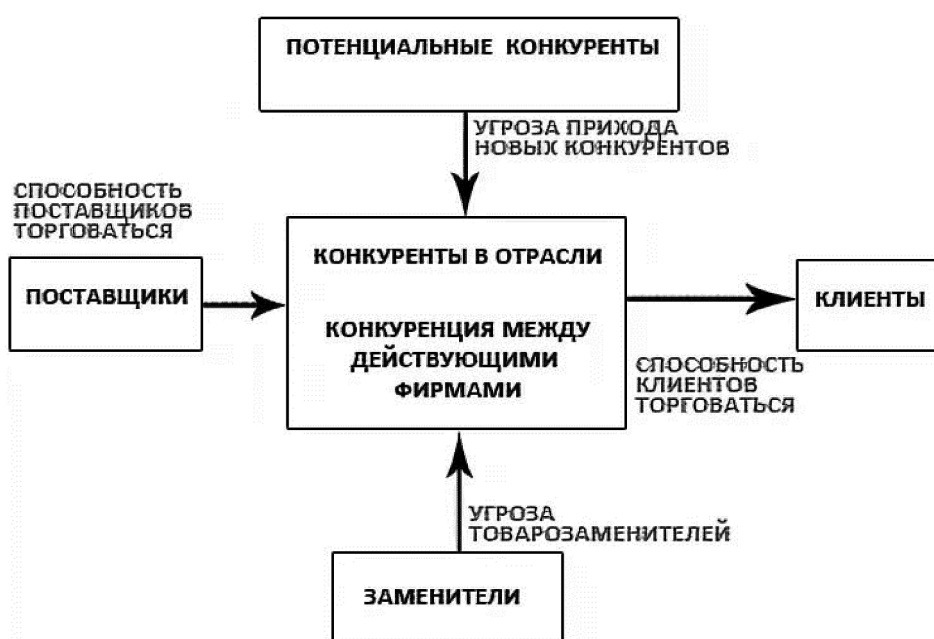 ПОТЕНЦИАЛЬНЫЕ КОНКУРЕНТЫ
УГРОЗА ПРИХОДА
НОВЫХ КОНКУРЕНТОВ
СПОСОБНОСТЬ
ПОСТАВЩИКОВ
ТОРГОВАТЬСЯ
ПОСТАВЩИКИ
КОНКУРЕНТЫ В ОТРАСЛИ
КОНКУРЕНЦИЯ МЕЖДУ
ДЕЙСТВУЮЩИМИ
ФИРМАМИ
КЛИЕНТЫ
СПОСОБНОСТЬ
КЛИЕНТОВ
ТОРГОВАТЬСЯ
УГРОЗА
ТОВАРОЗАМЕНИТЕЛЕЙ
ЗАМЕНИТЕЛИ